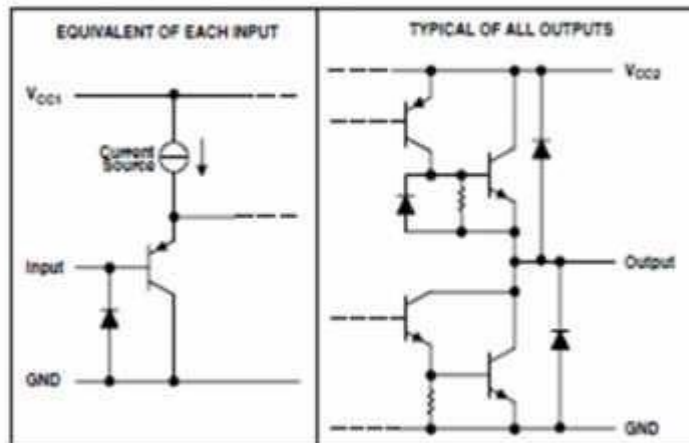 EQUIVALENT OF EACH INPUT
VCC1
Current
Source
Input
GND
TYPICAL OF ALL OUTPUTS
VCC2
Output
GND